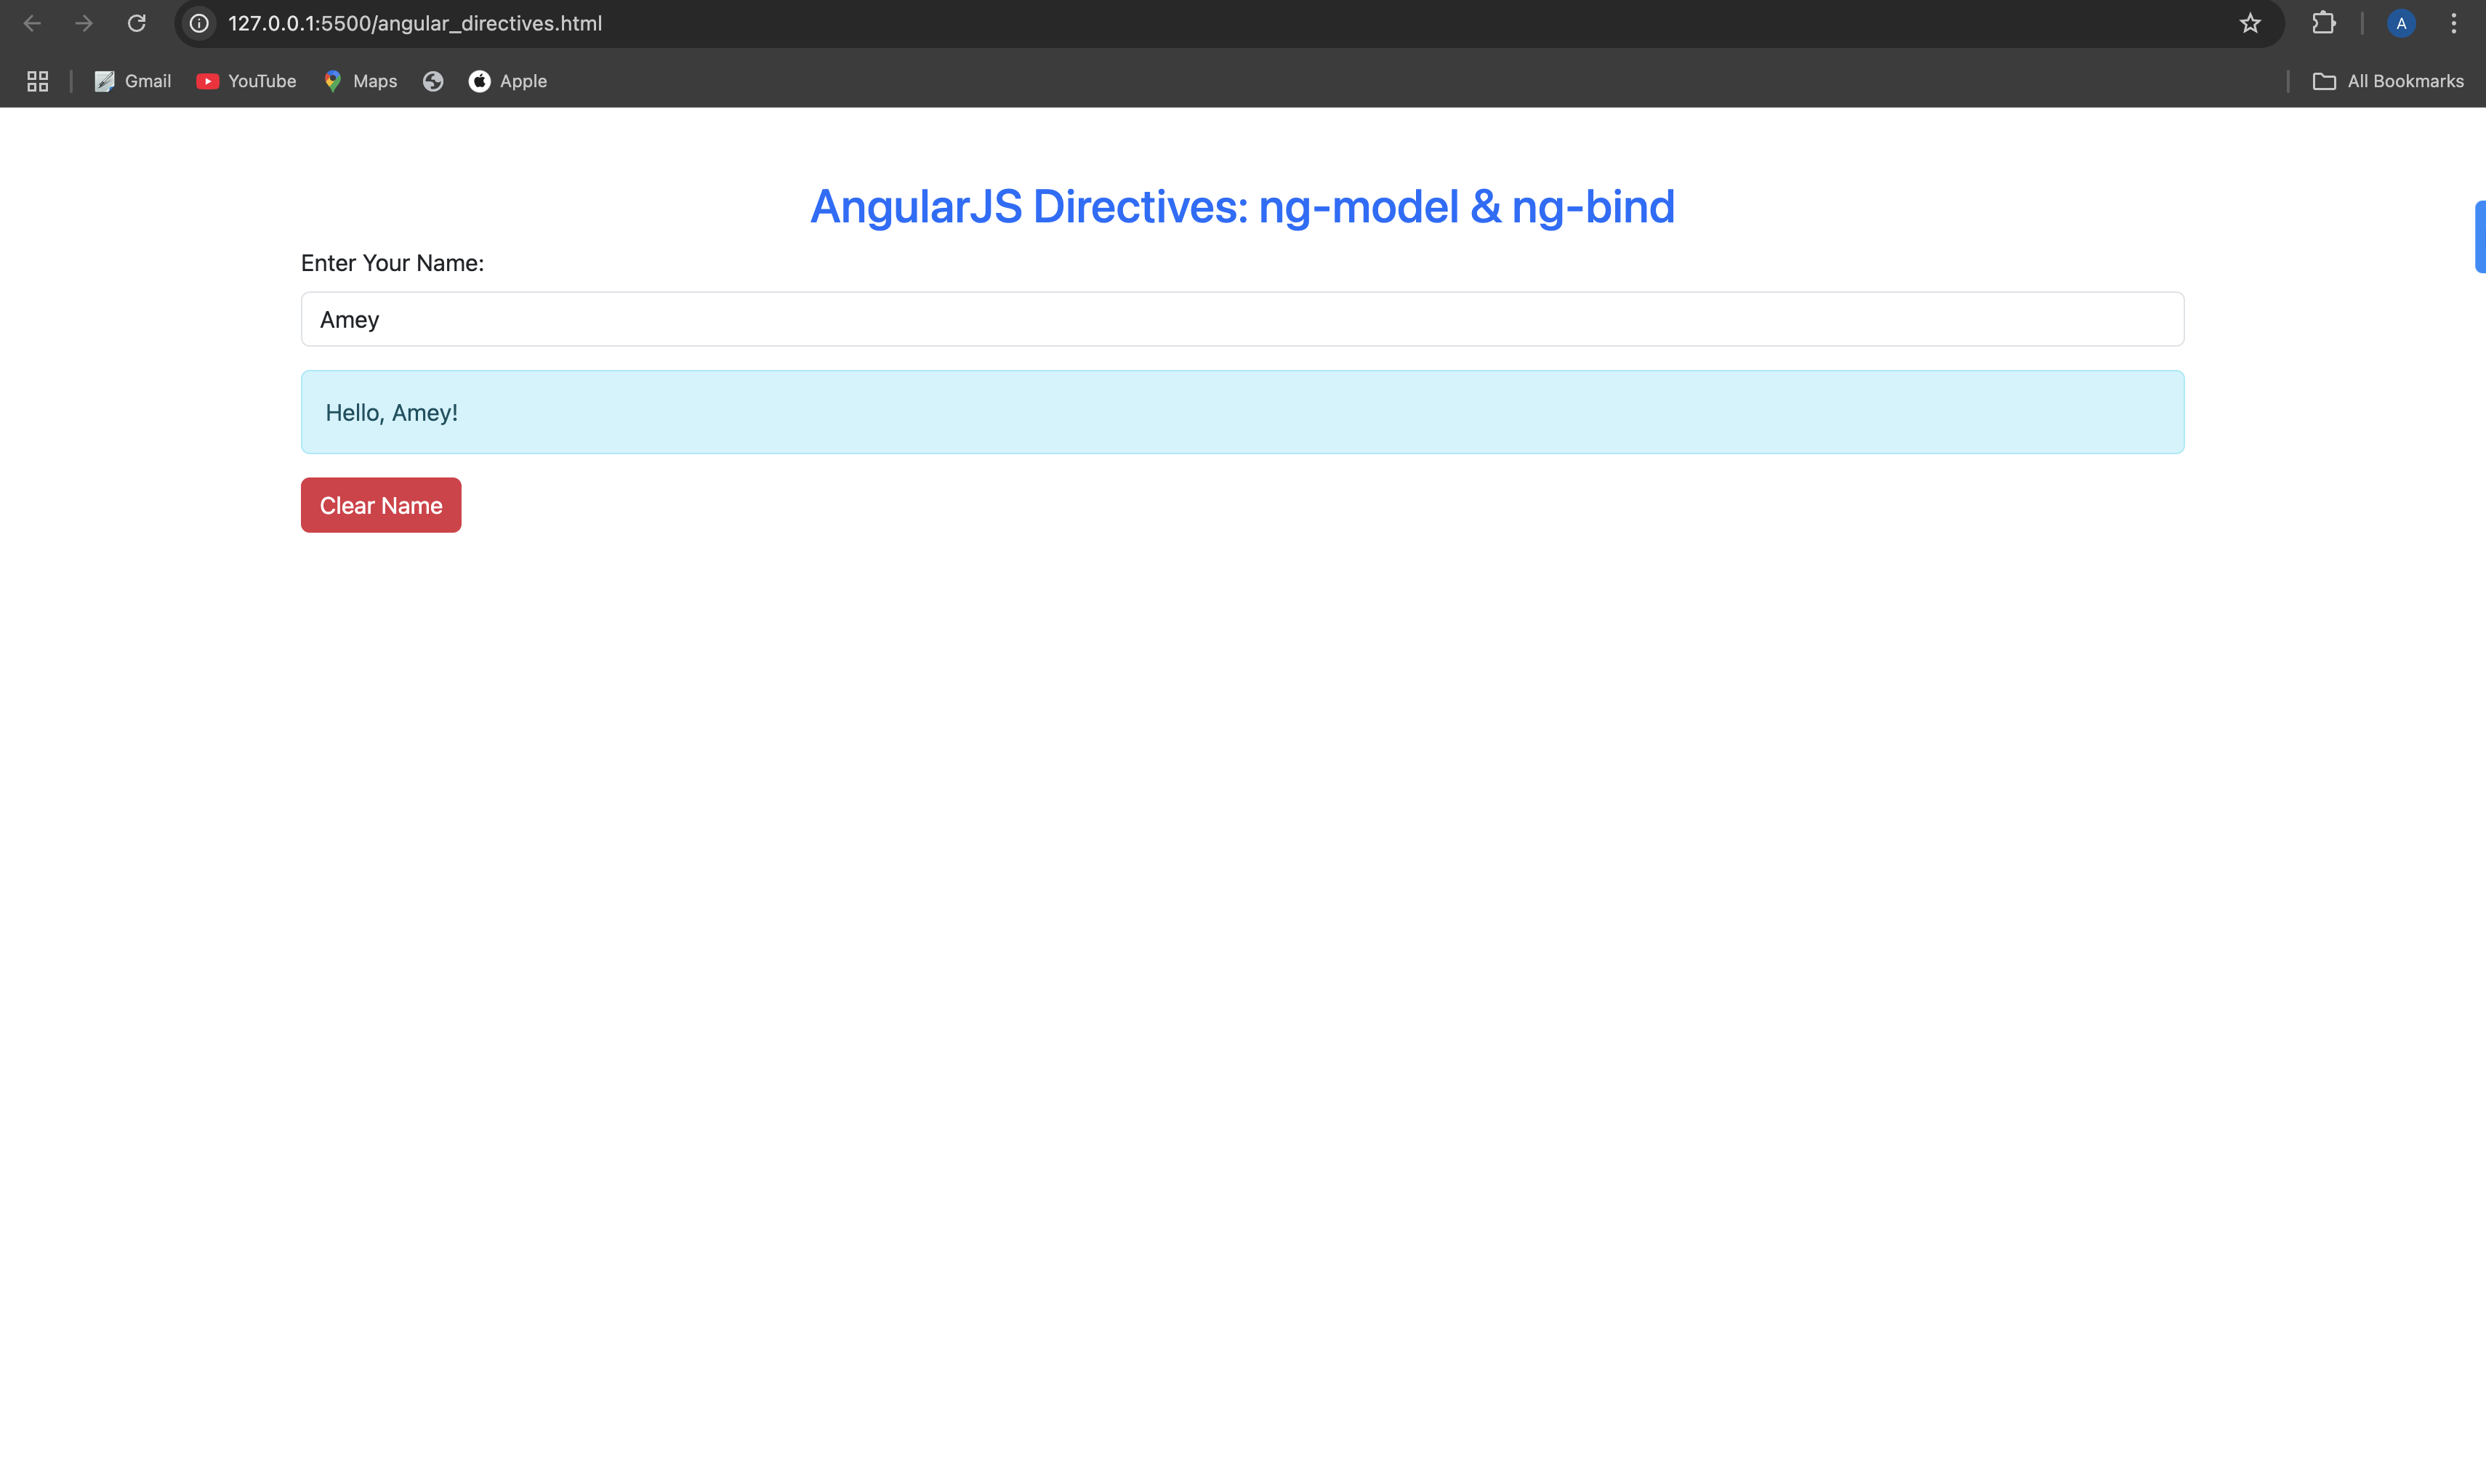 127.0.0.1:5500/angular_directives.html
A
Gmail YouTube Maps Apple All Bookmarks
AngularJS Directives: ng-model & ng-bind
Enter Your Name:
Amey
Hello, Amey!
Clear Name